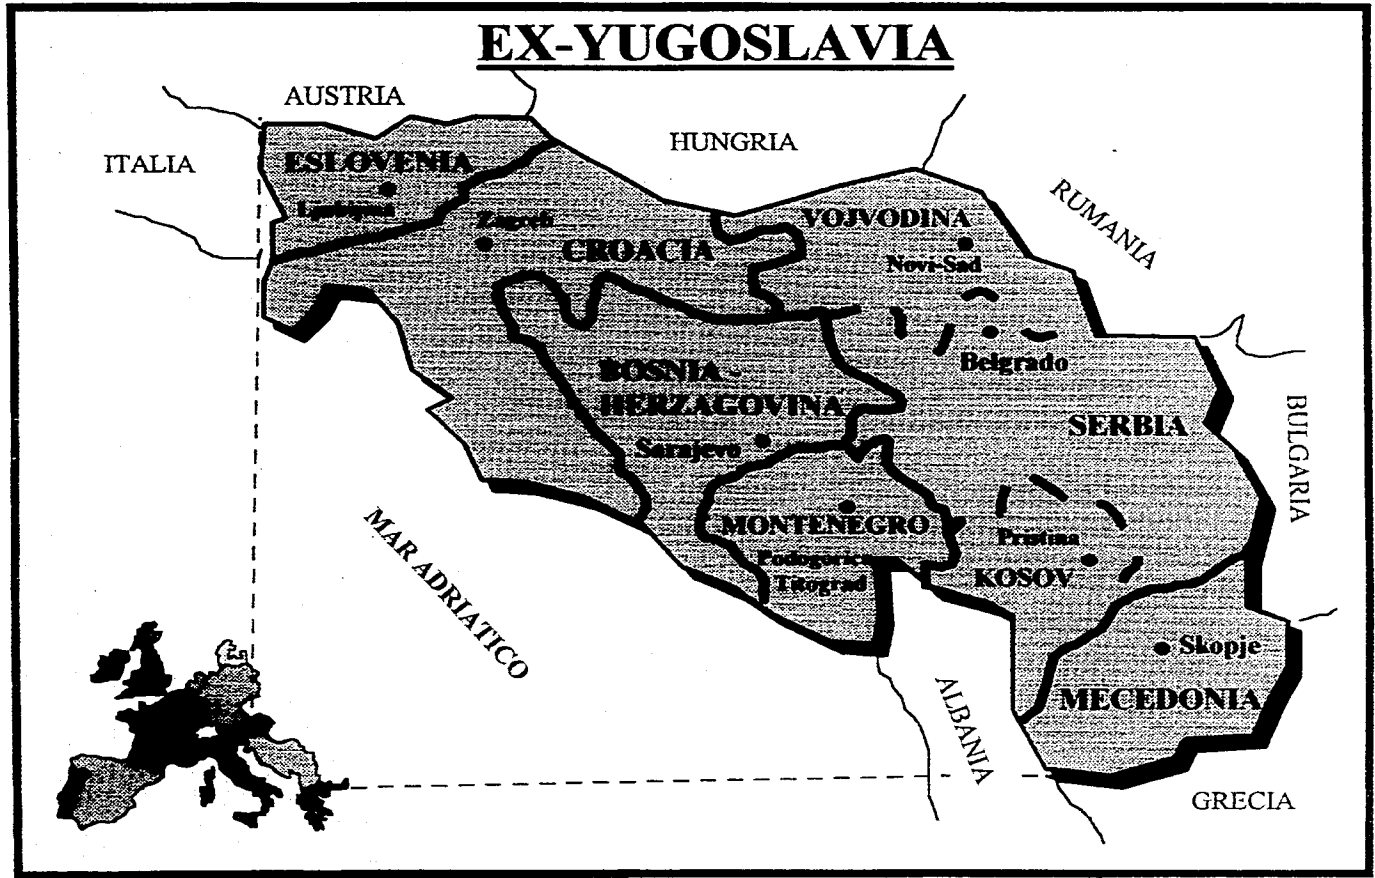 EX-YUGOSLAVIA
AUSTRIA
HUNGRIA
ITALIA
ESLOVENIA
Ljubljana
Zagreb
CROACIA
VOJVODINA
Novi-Sad
RUMANIA
Belgrado
BOSNIA -
HERZAGOVINA
Sarajevo
SERBIA
BULGARIA
MONTENEGRO
Podogorica
Titograd
Pristina
KOSOV
MAR ADRIATICO
Skopje
MECEDONIA
ALBANIA
GRECIA